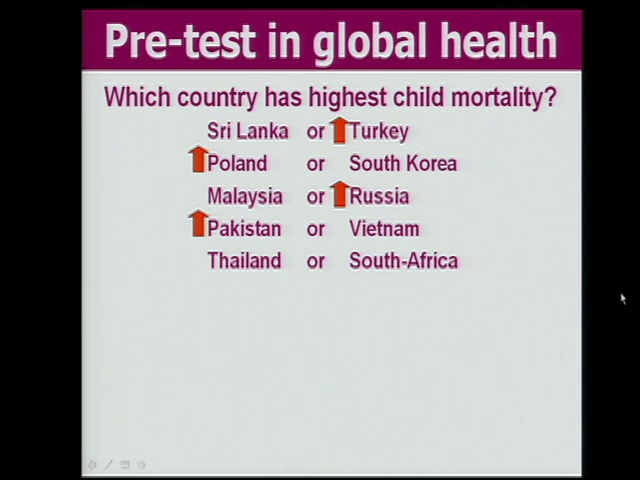 Pre-test in global health
Which country has highest child mortality?
Sri Lanka or Turkey
Poland or South Korea
Malaysia or Russia
Pakistan or Vietnam
Thailand or South-Africa